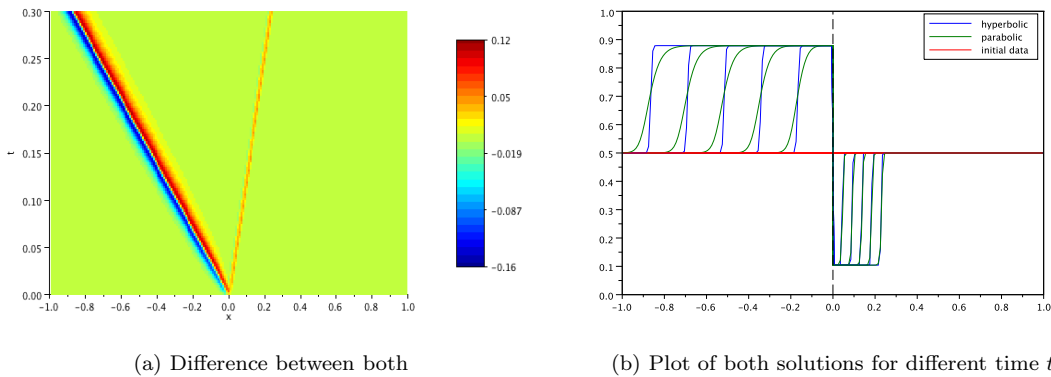 0.30
0.20
0.15
0.10
0.05
0.00
t
−1.0 −0.8 −0.6 −0.4 −0.2 0.0 0.2 0.4 0.6 0.8 1.0
x
0.12
0.05
−0.019
−0.087
−0.16
(a) Difference between both
1.0
0.9
0.8
0.7
0.6
0.5
0.4
0.3
0.2
0.1
0.0
−1.0 −0.8 −0.6 −0.4 −0.2 0.0 0.2 0.4 0.6 0.8 1.0
hyperbolic
parabolic
initial data
(b) Plot of both solutions for different time t